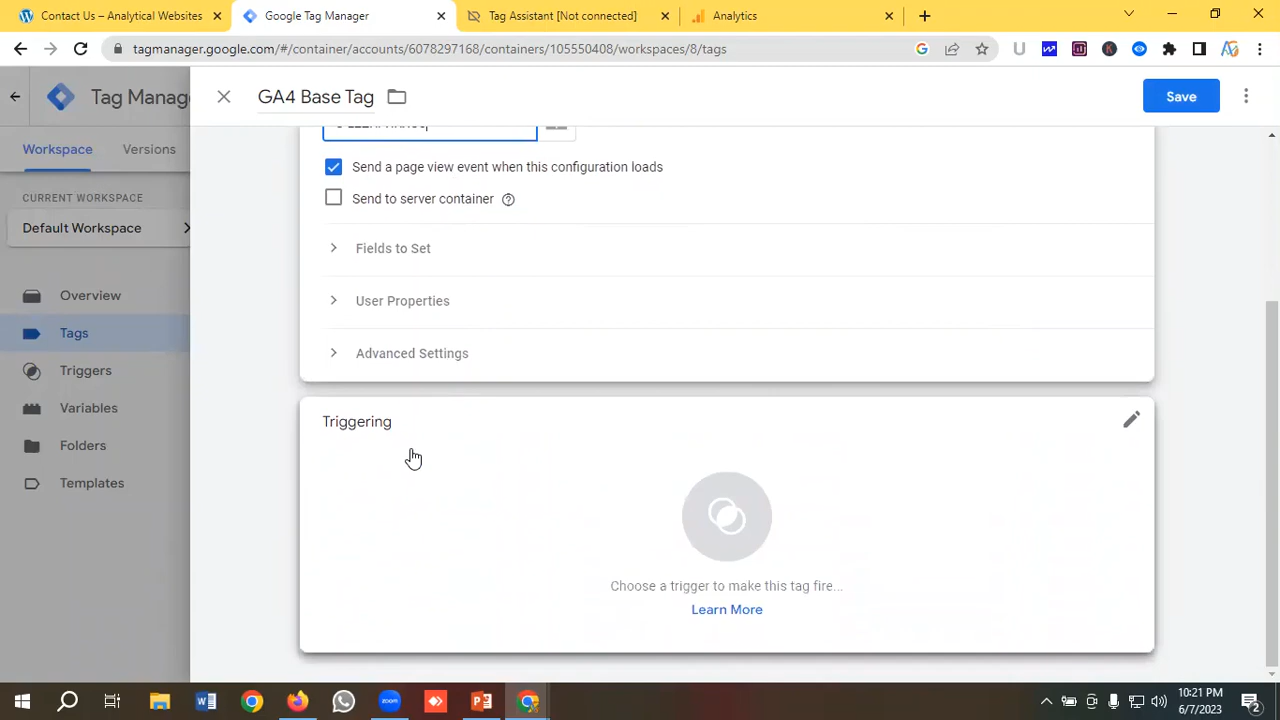 Contact Us – Analytical Websites
Google Tag Manager
Tag Assistant [Not connected]
Analytics
tagmanager.google.com/#/container/accounts/6078297168/containers/105550408/workspaces/8/tags
Tag Mana
GA4 Base Tag
Save
Workspace
Versions
CURRENT WORKSPACE
Default Workspace
Overview
Tags
Triggers
Variables
Folders
Templates
Send a page view event when this configuration loads
Send to server container
Fields to Set
User Properties
Advanced Settings
Triggering
Choose a trigger to make this tag fire...
Learn More
zoom
10:21 PM
6/7/2023
2